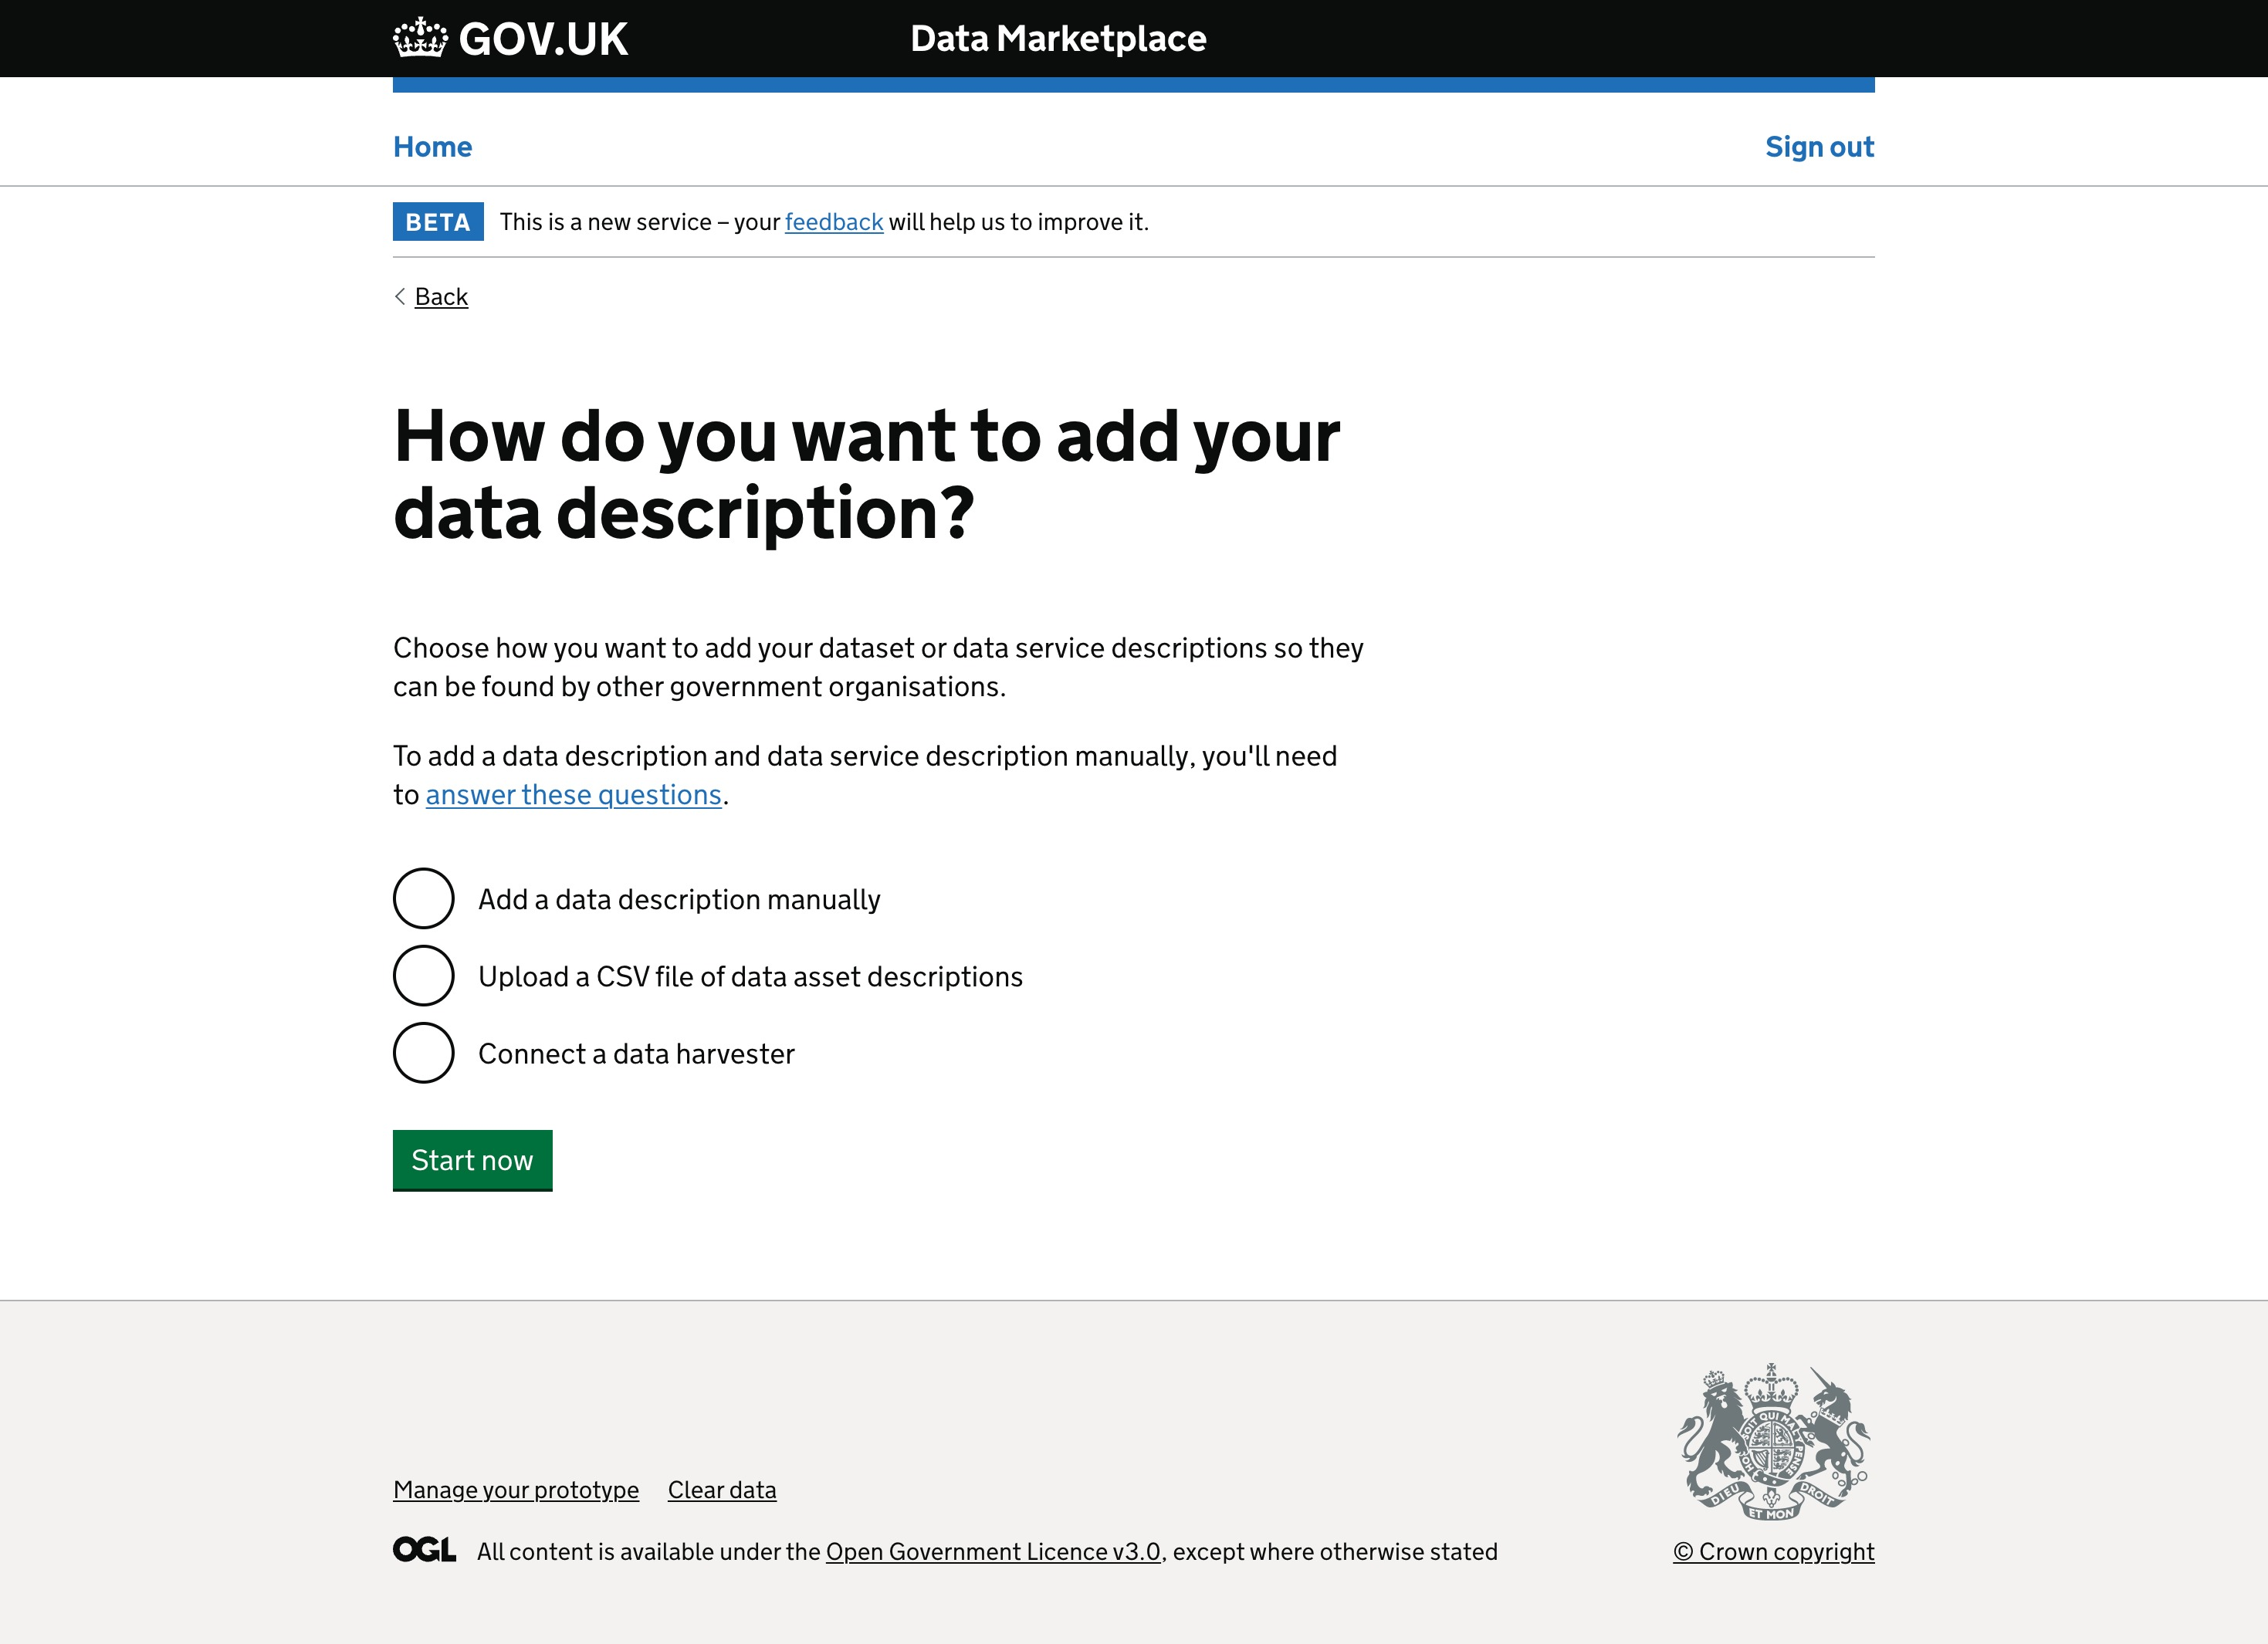 GOV.UK
Data Marketplace
Home
Sign out
BETA
This is a new service – your feedback will help us to improve it.
Back
How do you want to add your
data description?
Choose how you want to add your dataset or data service descriptions so they
can be found by other government organisations.
To add a data description and data service description manually, you'll need
to answer these questions.
Add a data description manually
Upload a CSV file of data asset descriptions
Connect a data harvester
Start now
Manage your prototype
Clear data
OGL
All content is available under the Open Government Licence v3.0, except where otherwise stated
DIEU
ET MON
DROIT
© Crown copyright